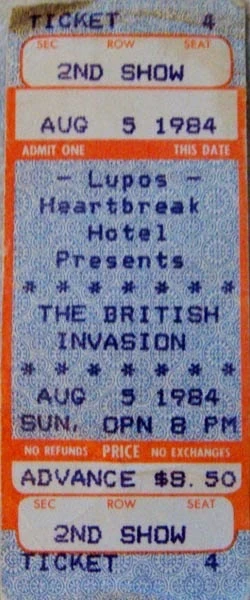 TICKET 4
SEC ROW SEAT
2ND SHOW
AUG 5 1984
ADMIT ONE THIS DATE
- Lupos -
Heartbreak
Hotel
Presents
* * * * * * *
THE BRITISH
INVASION
* * * * * * *
AUG 5 1984
SUN. OPN 8 PM
NO REFUNDS PRICE NO EXCHANGES
ADVANCE $8.50
SEC ROW SEAT
2ND SHOW
TICKET 4